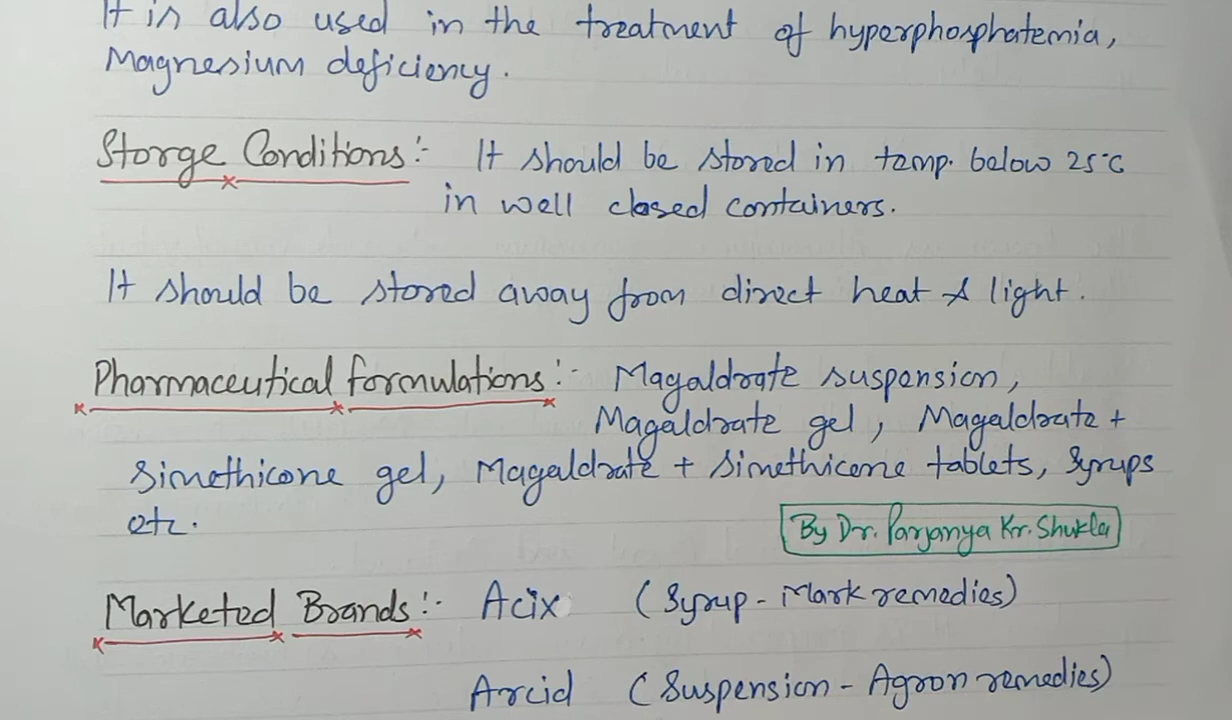 It is also used in the treatment of hyperphosphatemia,
Magnesium deficiency.
Storge Conditions:- It should be stored in temp. below 25°C
in well closed containers.
It should be stored away from direct heat & light.
Pharmaceutical formulations:- Magaldrate suspension,
Magaldrate gel, Magaldrate +
Simethicone gel, Magaldrate + Simethicone tablets, Syrups
etc.
By Dr. Parjanya Kr. Shukla
Marketed Brands:- Acix (Syrup - Mark remedies)
Arcid (Suspension - Agron remedies)